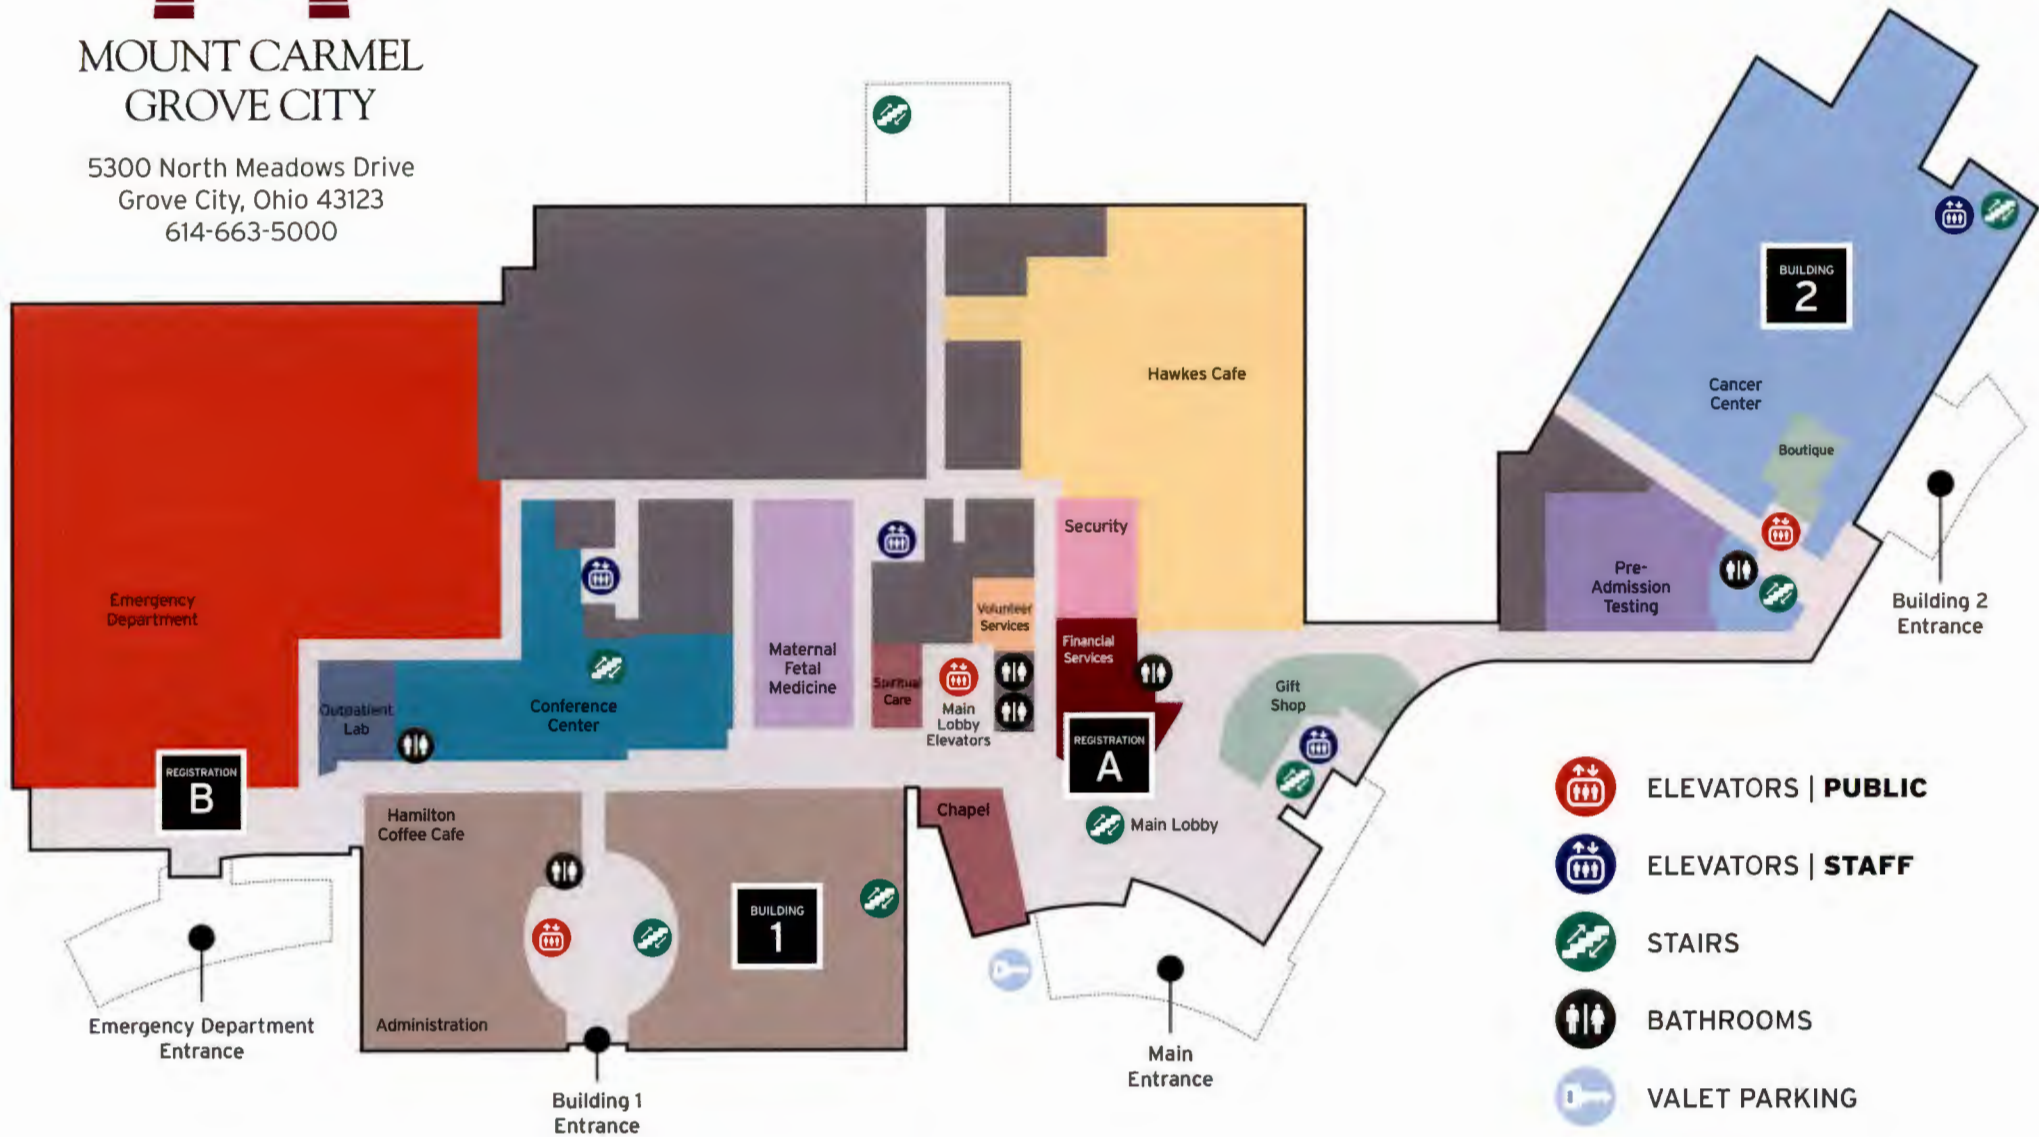 MOUNT CARMEL
GROVE CITY
5300 North Meadows Drive
Grove City, Ohio 43123
614-663-5000
BUILDING
2
Hawkes Cafe
Cancer
Center
Boutique
Security
Emergency
Department
Pre-
Admission
Testing
Volunteer
Services
Building 2
Entrance
Maternal
Fetal
Medicine
Financial
Services
Spiritual
Care
Outpatient
Lab
Conference
Center
Main
Lobby
Elevators
Gift
Shop
REGISTRATION
A
REGISTRATION
B
Hamilton
Coffee Cafe
Chapel
Main Lobby
BUILDING
1
Administration
Emergency Department
Entrance
Building 1
Entrance
Main
Entrance
ELEVATORS | PUBLIC
ELEVATORS | STAFF
STAIRS
BATHROOMS
VALET PARKING